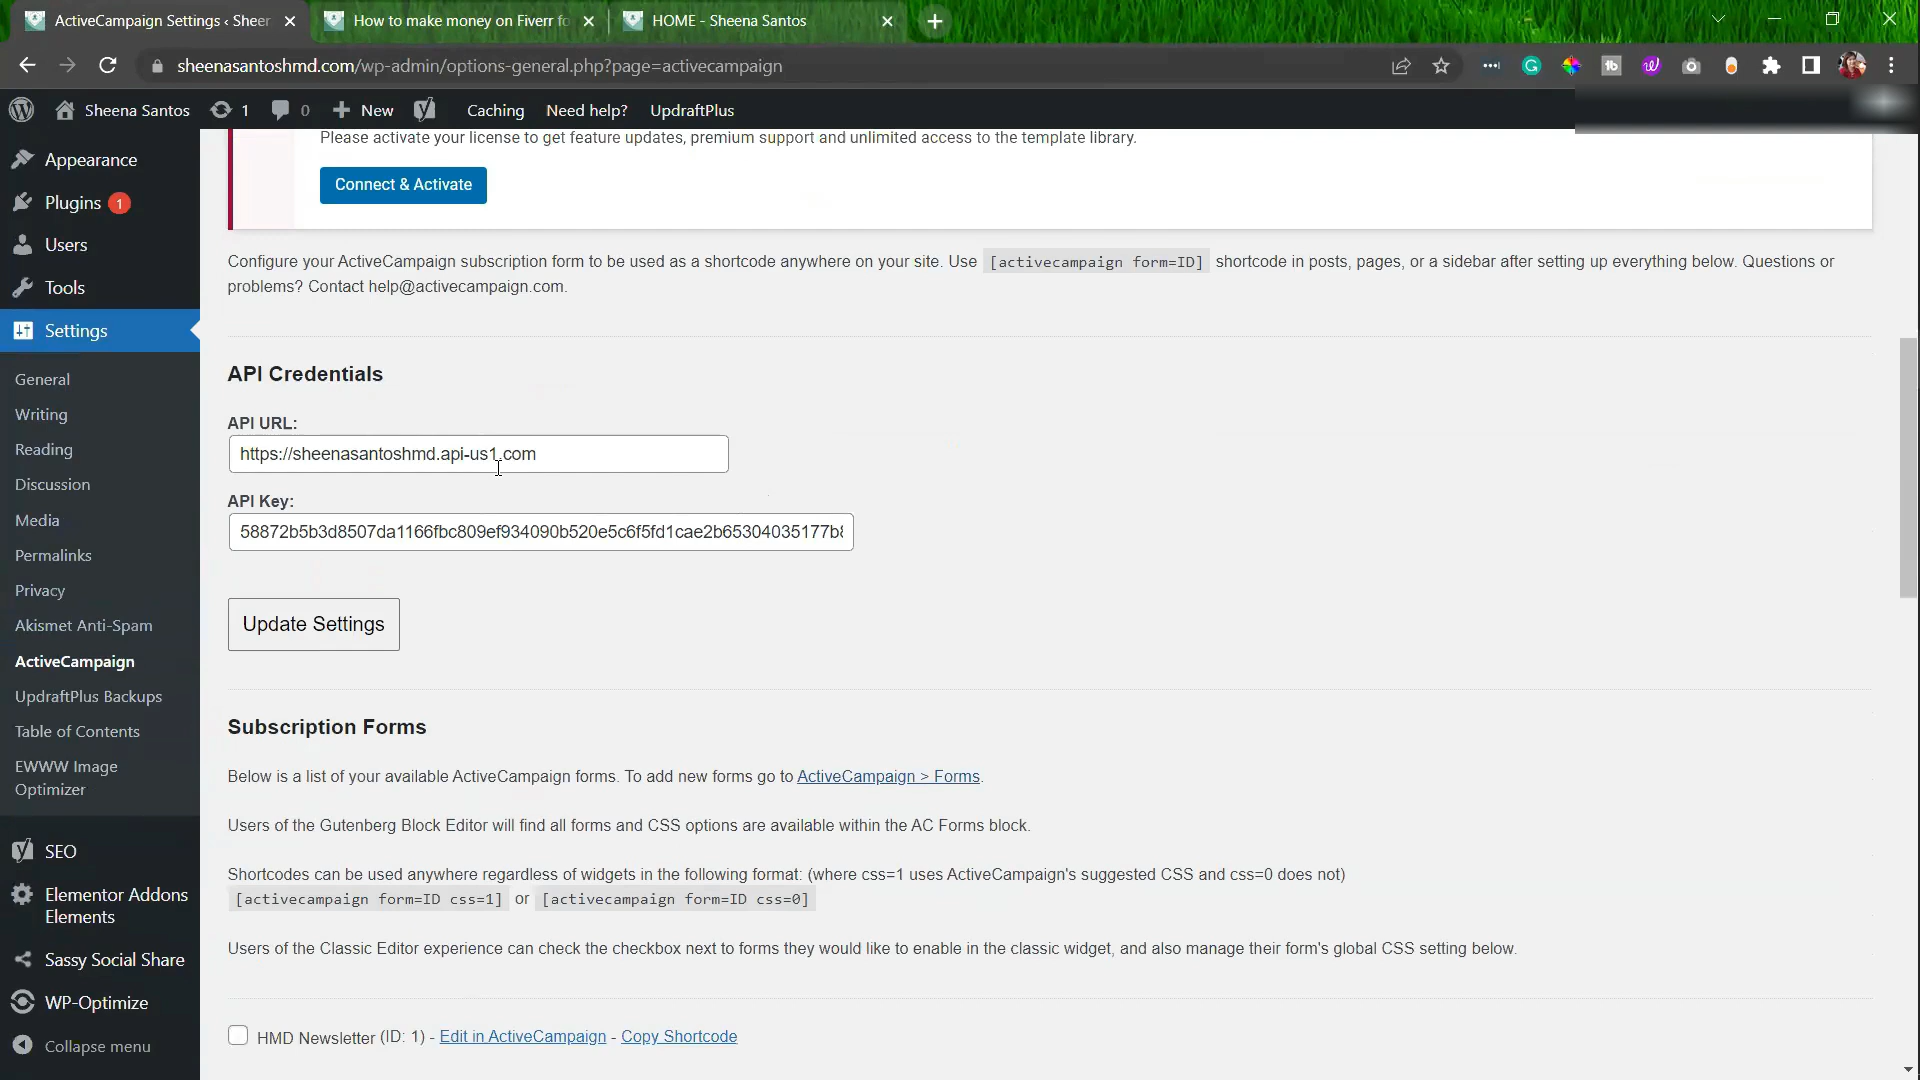 ActiveCampaign Settings ‹ Sheer
How to make money on Fiverr fo
HOME - Sheena Santos
sheenasantoshmd.com/wp-admin/options-general.php?page=activecampaign
Sheena Santos
1
0
New
Caching
Need help?
UpdraftPlus
Appearance
Plugins 1
Users
Tools
Settings
General
Writing
Reading
Discussion
Media
Permalinks
Privacy
Akismet Anti-Spam
ActiveCampaign
UpdraftPlus Backups
Table of Contents
EWWW Image
Optimizer
SEO
Elementor Addons
Elements
Sassy Social Share
WP-Optimize
Collapse menu
Please activate your license to get feature updates, premium support and unlimited access to the template library.
Connect & Activate
Configure your ActiveCampaign subscription form to be used as a shortcode anywhere on your site. Use [activecampaign form=ID] shortcode in posts, pages, or a sidebar after setting up everything below. Questions or
problems? Contact help@activecampaign.com.
API Credentials
API URL:
https://sheenasantoshmd.api-us1.com
API Key:
58872b5b3d8507da1166fbc809ef934090b520e5c6f5fd1cae2b65304035177b8
Update Settings
Subscription Forms
Below is a list of your available ActiveCampaign forms. To add new forms go to ActiveCampaign > Forms.
Users of the Gutenberg Block Editor will find all forms and CSS options are available within the AC Forms block.
Shortcodes can be used anywhere regardless of widgets in the following format: (where css=1 uses ActiveCampaign's suggested CSS and css=0 does not)
[activecampaign form=ID css=1] or [activecampaign form=ID css=0]
Users of the Classic Editor experience can check the checkbox next to forms they would like to enable in the classic widget, and also manage their form's global CSS setting below.
HMD Newsletter (ID: 1) - Edit in ActiveCampaign - Copy Shortcode